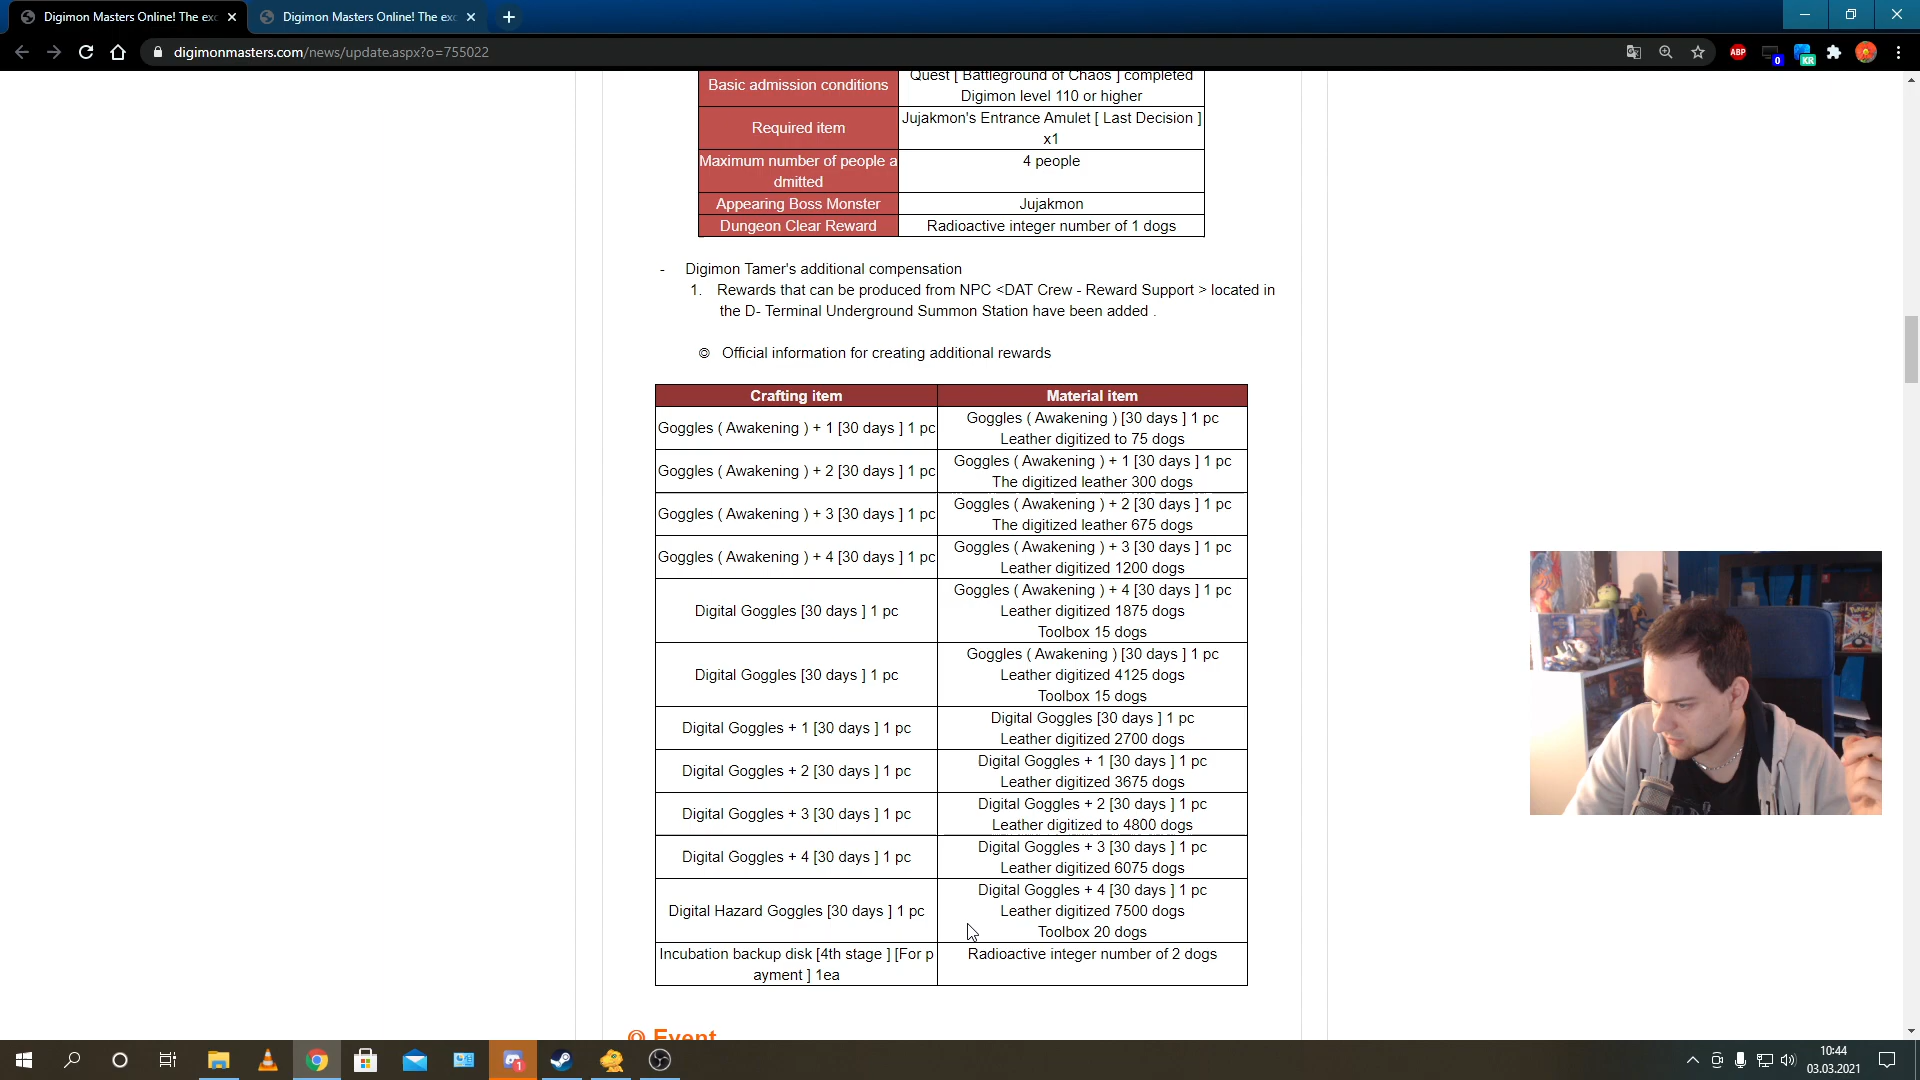 Digimon Masters Online! The exc
Digimon Masters Online! The exc
digimonmasters.com/news/update.aspx?o=755022
ABP
0
KR
Basic admission conditions
Quest [ Battleground of Chaos ] completed
Digimon level 110 or higher
Required item
Jujakmon's Entrance Amulet [ Last Decision ]
x1
Maximum number of people a
dmitted
4 people
Appearing Boss Monster
Jujakmon
Dungeon Clear Reward
Radioactive integer number of 1 dogs
- Digimon Tamer's additional compensation
1. Rewards that can be produced from NPC <DAT Crew - Reward Support > located in
the D- Terminal Underground Summon Station have been added .
◎ Official information for creating additional rewards
Crafting item
Material item
Goggles ( Awakening ) + 1 [30 days ] 1 pc
Goggles ( Awakening ) [30 days ] 1 pc
Leather digitized to 75 dogs
Goggles ( Awakening ) + 2 [30 days ] 1 pc
Goggles ( Awakening ) + 1 [30 days ] 1 pc
The digitized leather 300 dogs
Goggles ( Awakening ) + 3 [30 days ] 1 pc
Goggles ( Awakening ) + 2 [30 days ] 1 pc
The digitized leather 675 dogs
Goggles ( Awakening ) + 4 [30 days ] 1 pc
Goggles ( Awakening ) + 3 [30 days ] 1 pc
Leather digitized 1200 dogs
Digital Goggles [30 days ] 1 pc
Goggles ( Awakening ) + 4 [30 days ] 1 pc
Leather digitized 1875 dogs
Toolbox 15 dogs
Digital Goggles [30 days ] 1 pc
Goggles ( Awakening ) [30 days ] 1 pc
Leather digitized 4125 dogs
Toolbox 15 dogs
Digital Goggles + 1 [30 days ] 1 pc
Digital Goggles [30 days ] 1 pc
Leather digitized 2700 dogs
Digital Goggles + 2 [30 days ] 1 pc
Digital Goggles + 1 [30 days ] 1 pc
Leather digitized 3675 dogs
Digital Goggles + 3 [30 days ] 1 pc
Digital Goggles + 2 [30 days ] 1 pc
Leather digitized to 4800 dogs
Digital Goggles + 4 [30 days ] 1 pc
Digital Goggles + 3 [30 days ] 1 pc
Leather digitized 6075 dogs
Digital Hazard Goggles [30 days ] 1 pc
Digital Goggles + 4 [30 days ] 1 pc
Leather digitized 7500 dogs
Toolbox 20 dogs
Incubation backup disk [4th stage ] [For p
ayment ] 1ea
Radioactive integer number of 2 dogs
◎ Event
1
10:44
03.03.2021